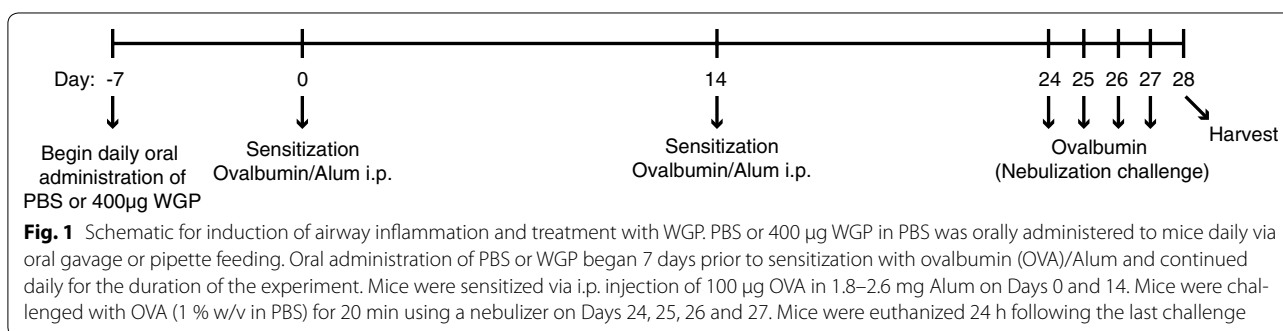 Day: -7 0 14 24 25 26 27 28
Begin daily oral
administration of
PBS or 400µg WGP
Sensitization
Ovalbumin/Alum i.p.
Sensitization
Ovalbumin/Alum i.p.
Ovalbumin
(Nebulization challenge)
Harvest
Fig. 1 Schematic for induction of airway inflammation and treatment with WGP. PBS or 400 µg WGP in PBS was orally administered to mice daily via
oral gavage or pipette feeding. Oral administration of PBS or WGP began 7 days prior to sensitization with ovalbumin (OVA)/Alum and continued
daily for the duration of the experiment. Mice were sensitized via i.p. injection of 100 µg OVA in 1.8–2.6 mg Alum on Days 0 and 14. Mice were chal-
lenged with OVA (1 % w/v in PBS) for 20 min using a nebulizer on Days 24, 25, 26 and 27. Mice were euthanized 24 h following the last challenge